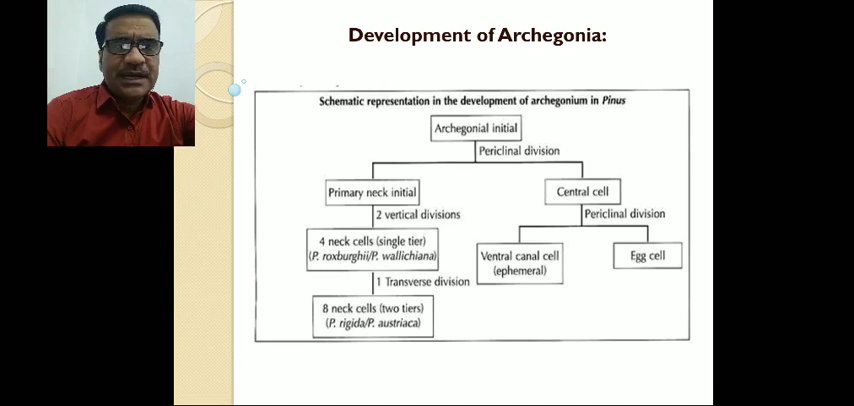 Development of Archegonia:
Schematic representation in the development of archegonium in Pinus
Archegonial initial
Periclinal division
Primary neck initial
Central cell
2 vertical divisions
Periclinal division
4 neck cells (single tier)
(P. roxburghii/P. wallichiana)
Ventral canal cell
(ephemeral)
Egg cell
1 Transverse division
8 neck cells (two tiers)
(P. rigida/P. austriaca)